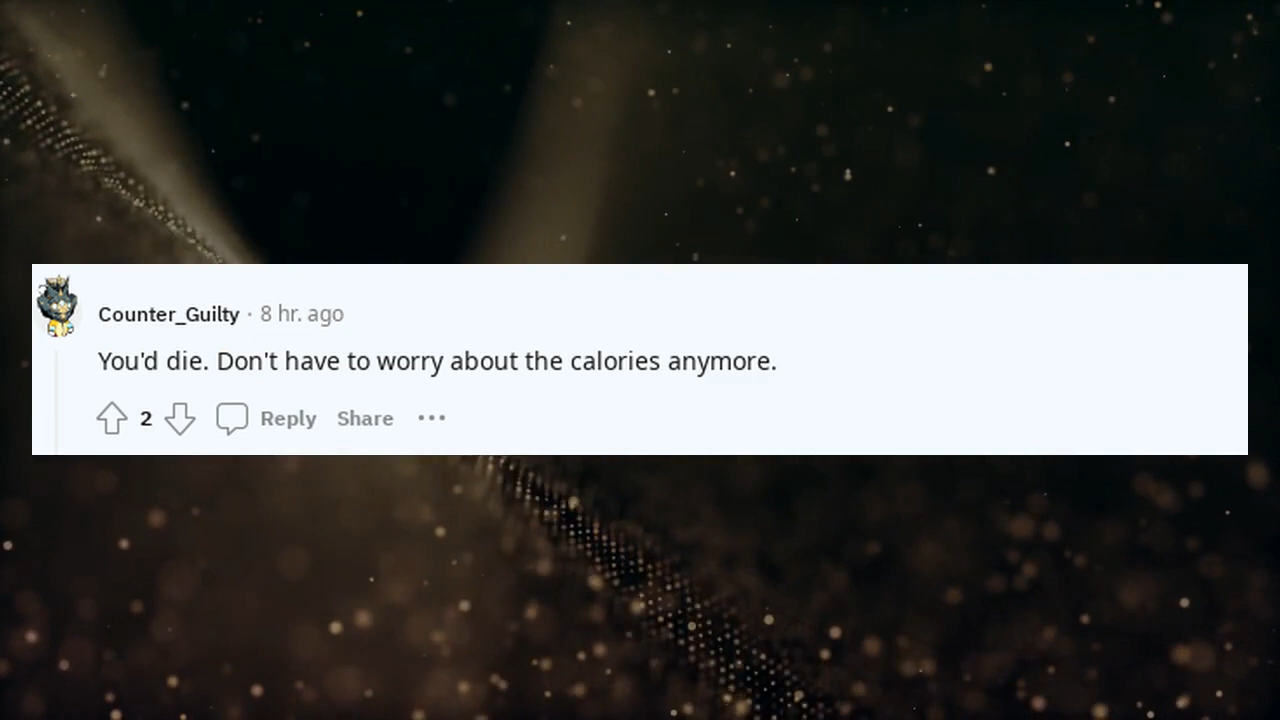 Counter_Guilty · 8 hr. ago
You'd die. Don't have to worry about the calories anymore.
2 Reply Share ···